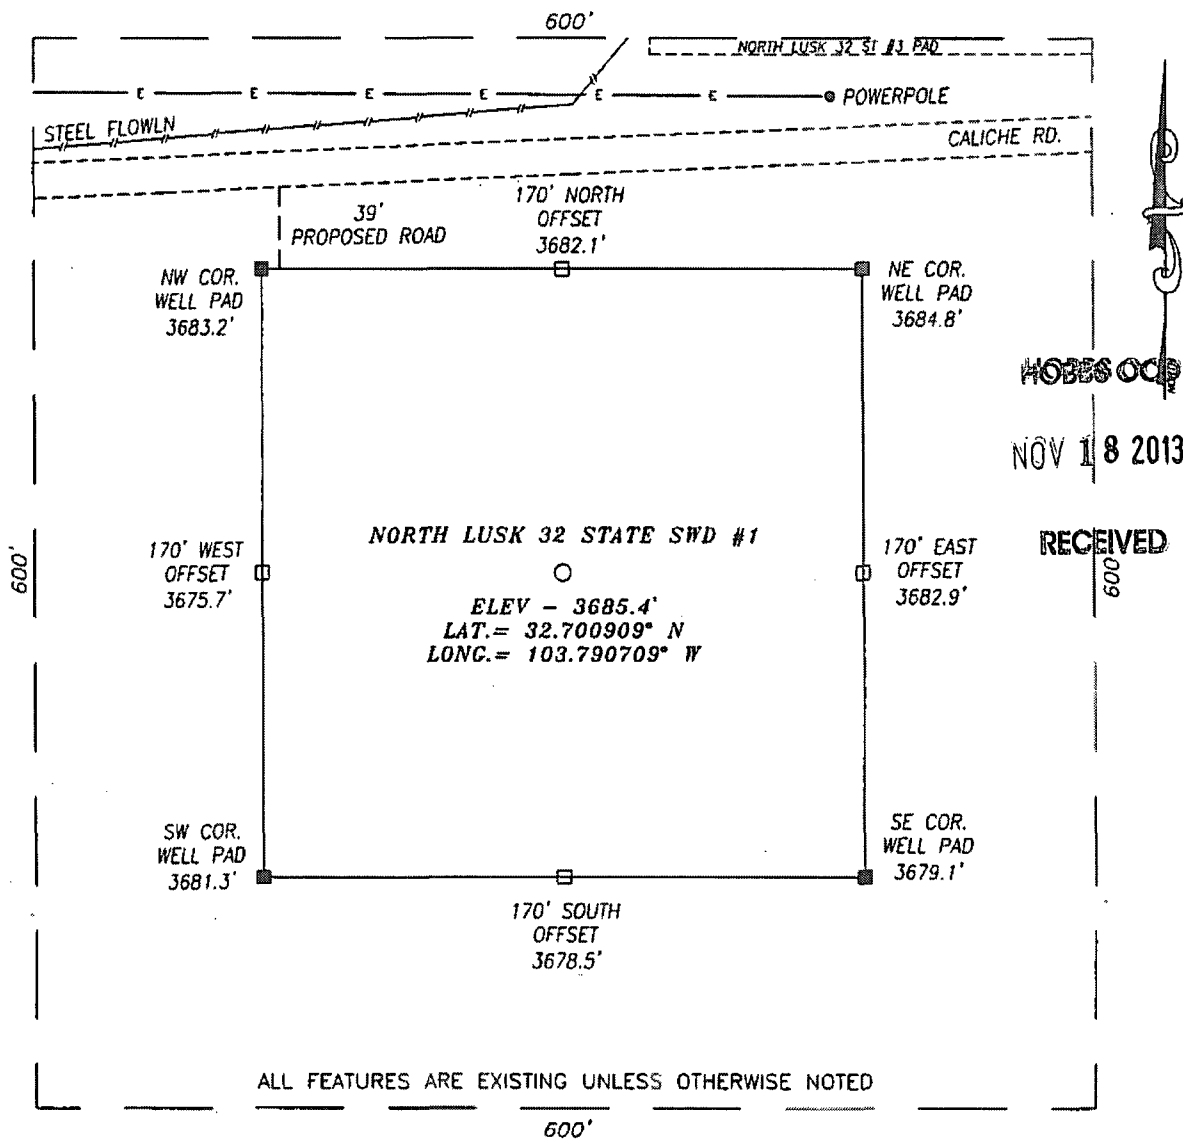 600'
NORTH LUSK 32 ST #3 PAD
E E E E E E
POWERPOLE
STEEL FLOWLN
CALICHE RD.
39'
PROPOSED ROAD
170' NORTH
OFFSET
3682.1'
NW COR.
WELL PAD
3683.2'
NE COR.
WELL PAD
3684.8'
HOBBS OCD
NOV 18 2013
RECEIVED
600'
170' WEST
OFFSET
3675.7'
NORTH LUSK 32 STATE SWD #1
ELEV - 3685.4'
LAT.= 32.700909° N
LONG.= 103.790709° W
170' EAST
OFFSET
3682.9'
600'
SW COR.
WELL PAD
3681.3'
SE COR.
WELL PAD
3679.1'
170' SOUTH
OFFSET
3678.5'
ALL FEATURES ARE EXISTING UNLESS OTHERWISE NOTED
600'